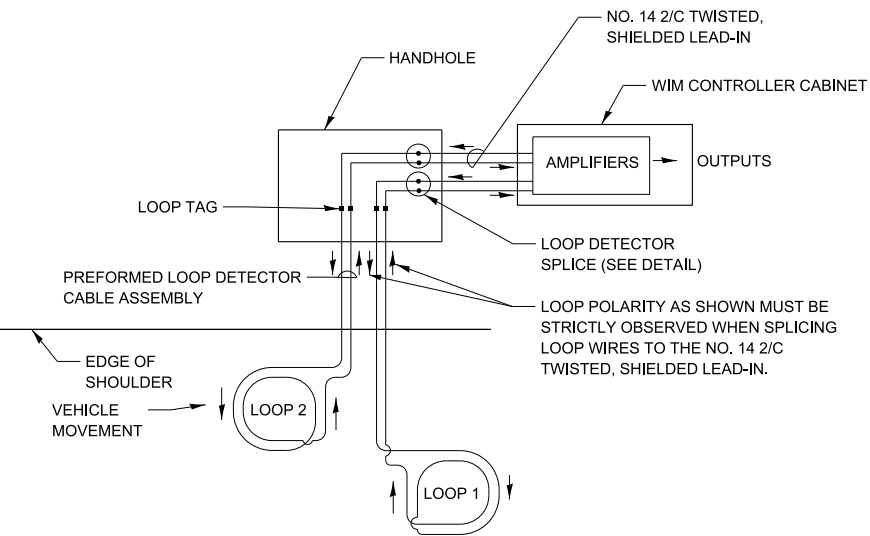 NO. 14 2/C TWISTED,
SHIELDED LEAD-IN
HANDHOLE
WIM CONTROLLER CABINET
AMPLIFIERS
OUTPUTS
LOOP TAG
LOOP DETECTOR
SPLICE (SEE DETAIL)
PREFORMED LOOP DETECTOR
CABLE ASSEMBLY
LOOP POLARITY AS SHOWN MUST BE
STRICTLY OBSERVED WHEN SPLICING
LOOP WIRES TO THE NO. 14 2/C
TWISTED, SHIELDED LEAD-IN.
EDGE OF
SHOULDER
VEHICLE
MOVEMENT
LOOP 2
LOOP 1